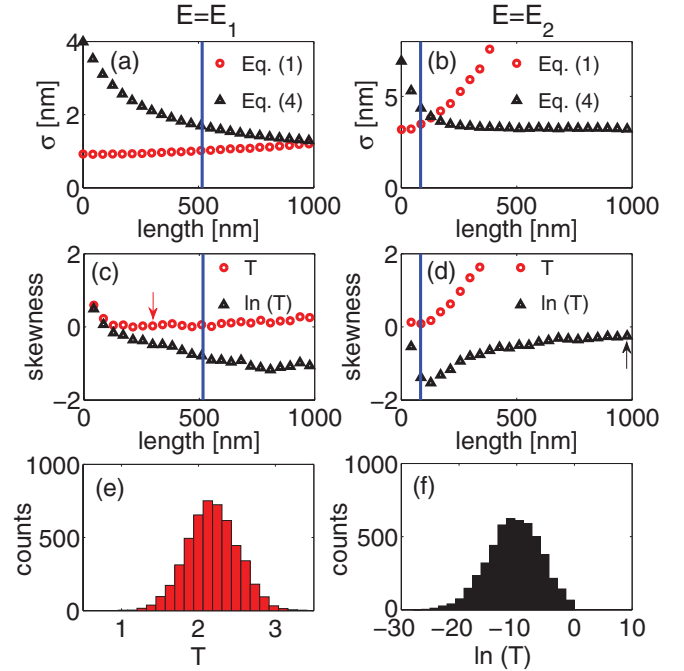 E=E1
E=E2
(a)
Eq. (1)
Eq. (4)
4
2
0
σ [nm]
0
500
1000
length [nm]
(b)
Eq. (1)
Eq. (4)
5
0
σ [nm]
0
500
1000
length [nm]
(c)
T
ln (T)
2
0
−2
skewness
0
500
1000
length [nm]
(d)
T
ln (T)
2
0
−2
skewness
0
500
1000
length [nm]
(e)
1000
500
0
counts
1
2
3
T
(f)
1000
500
0
counts
−30
−20
−10
0
10
ln (T)